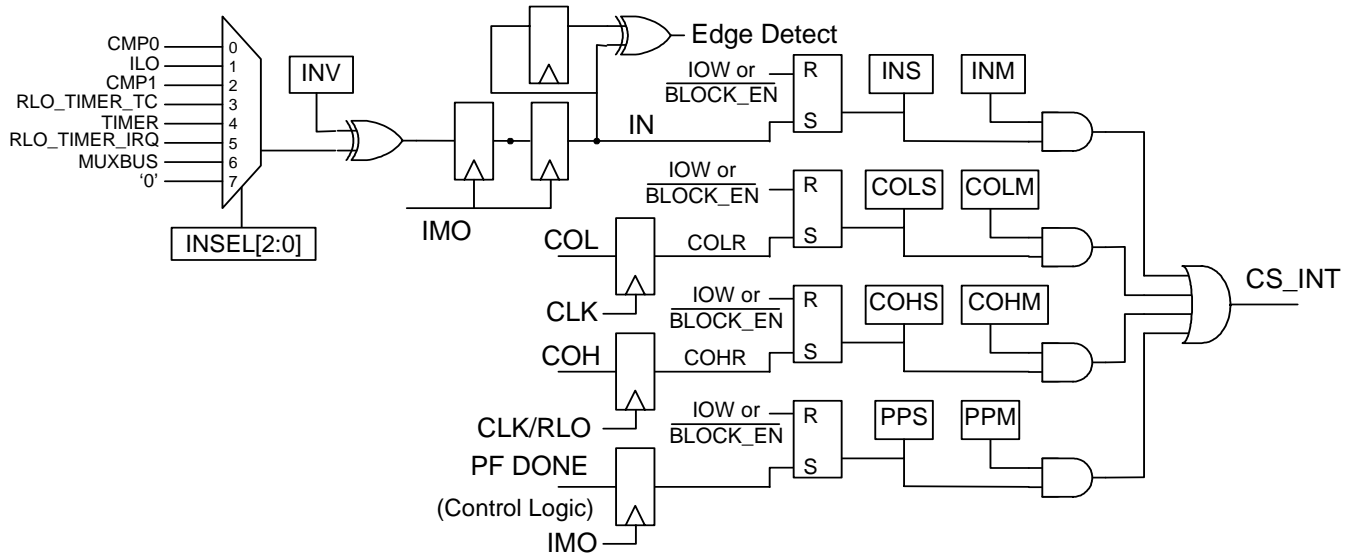 CMP0
0
ILO
1
CMP1
2
RLO_TIMER_TC
3
TIMER
4
RLO_TIMER_IRQ
5
MUXBUS
6
‘0’
7
INSEL[2:0]
INV
IMO
Edge Detect
IN
IOW or
BLOCK_EN
R
S
INS
INM
IOW or
BLOCK_EN
R
S
COLS
COLM
COL
COLR
CLK
IOW or
BLOCK_EN
R
S
COHS
COHM
COH
COHR
CLK/RLO
IOW or
BLOCK_EN
R
S
PPS
PPM
PF DONE
(Control Logic)
IMO
CS_INT